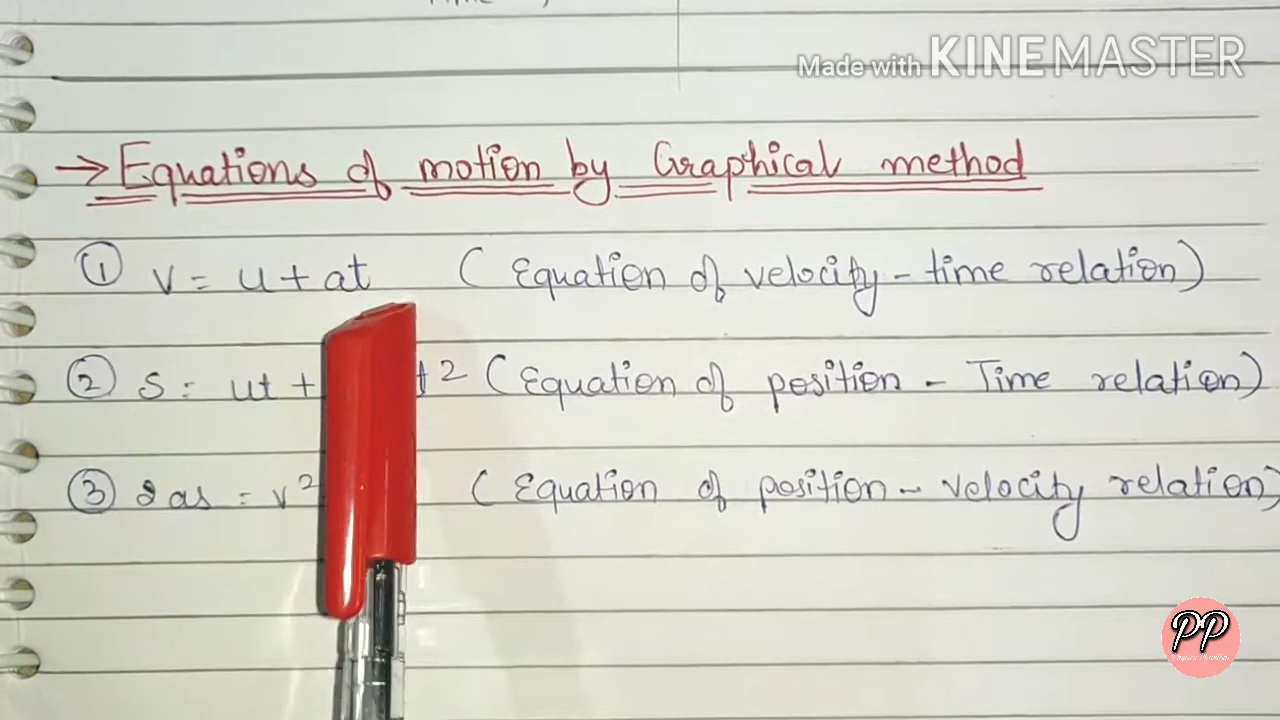 Made with KINEMASTER
→ Equations of motion by Graphical method
① v = u + at ( Equation of velocity - time relation )
② s = ut + t2 ( Equation of position - Time relation )
③ 2as = v2 ( Equation of position - velocity relation )
PP